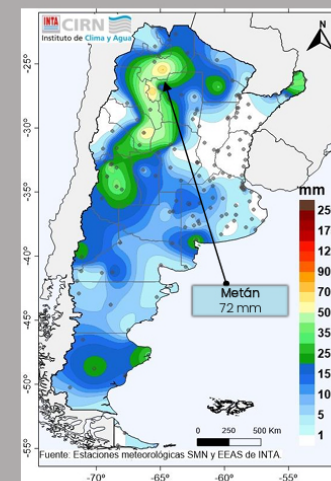 INTA CIRN
Instituto de Clima y Agua
N
-25°
-30°
-35°
-40°
-45°
-50°
-55°
mm
25
17
12
90
70
50
35
25
15
10
5
1
Metán
72 mm
0 250 500 Km
Fuente: Estaciones meteorológicas SMN y EEAS de INTA.
-70° -65° -60° -55°